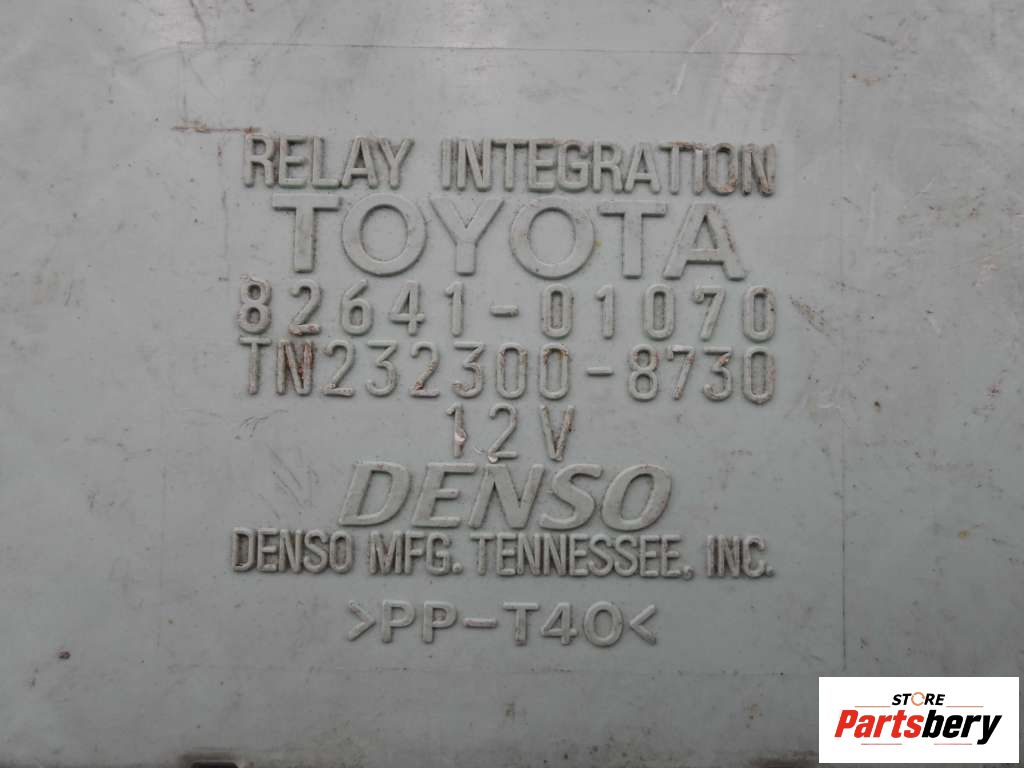 RELAY INTEGRATION
TOYOTA
82641-01070
TN232300-8730
12V
DENSO
DENSO MFG. TENNESSEE, INC.
>PP-T40<
STORE
Partsbery